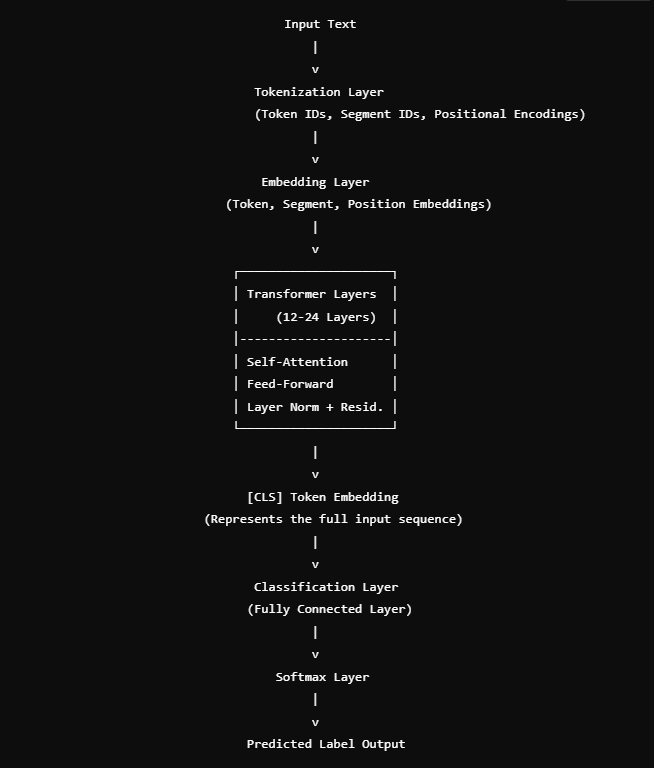 Input Text
|
v
Tokenization Layer
(Token IDs, Segment IDs, Positional Encodings)
|
v
Embedding Layer
(Token, Segment, Position Embeddings)
|
v
┌─────────────────────┐
│ Transformer Layers  │
│     (12-24 Layers)  │
│---------------------│
│ Self-Attention      │
│ Feed-Forward        │
│ Layer Norm + Resid. │
└─────────────────────┘
|
v
[CLS] Token Embedding
(Represents the full input sequence)
|
v
Classification Layer
(Fully Connected Layer)
|
v
Softmax Layer
|
v
Predicted Label Output